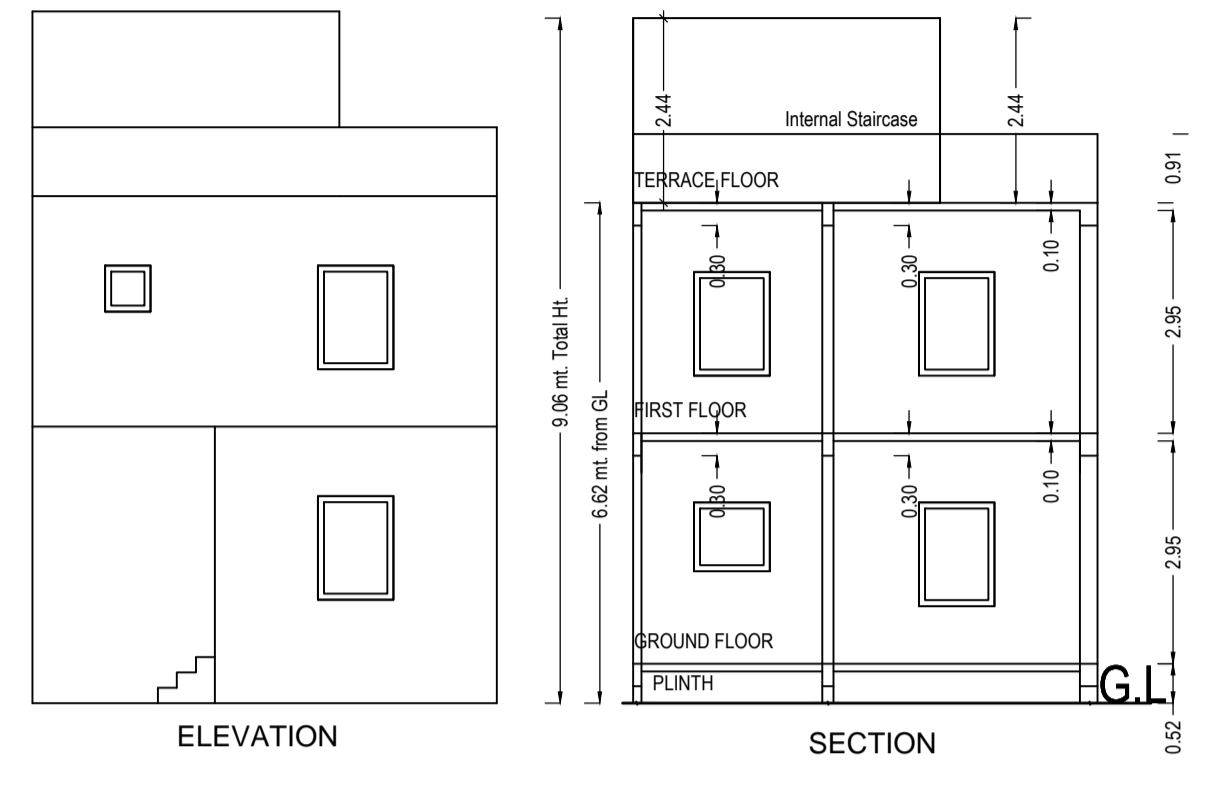 2.44
2.44
Internal Staircase
0.91
TERRACE FLOOR
0.30
0.30
0.10
9.06 mt. Total Ht.
2.95
6.62 mt. from GL
FIRST FLOOR
0.30
0.30
0.10
2.95
GROUND FLOOR
PLINTH
G.L
0.52
ELEVATION
SECTION